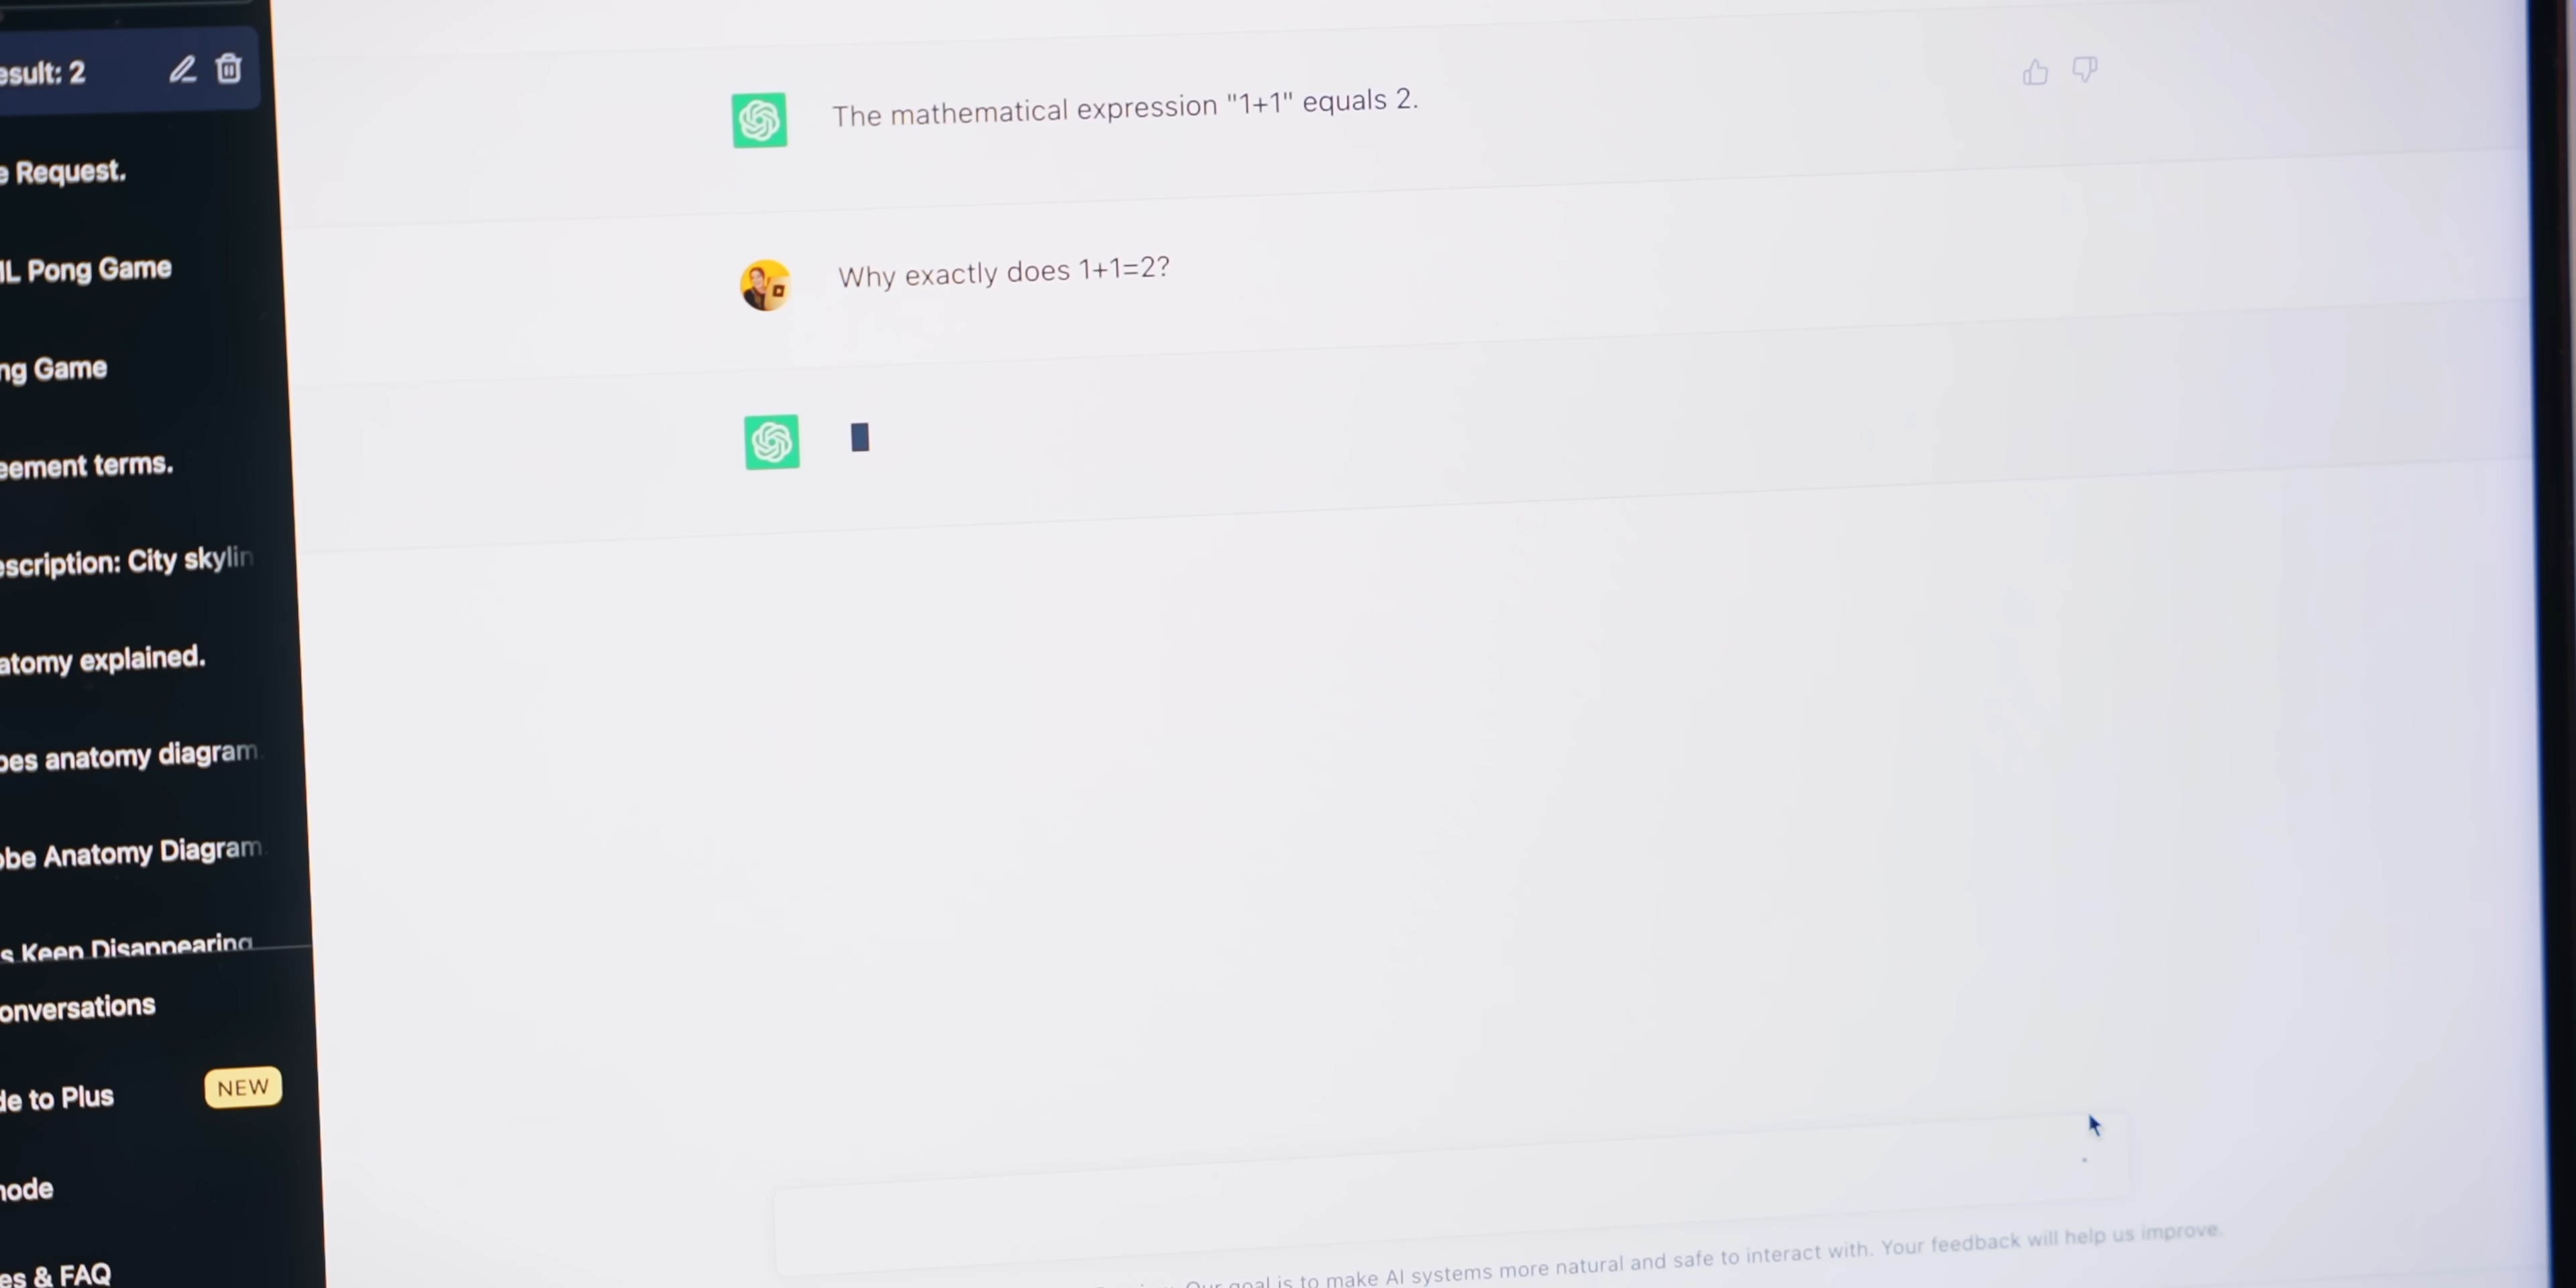 esult: 2
e Request.
IL Pong Game
ng Game
eement terms.
escription: City skylin
atomy explained.
bes anatomy diagram.
obe Anatomy Diagram.
s Keep Disappearing
onversations
de to Plus
NEW
node
es & FAQ
The mathematical expression "1+1" equals 2.
Why exactly does 1+1=2?
Our goal is to make AI systems more natural and safe to interact with. Your feedback will help us improve.